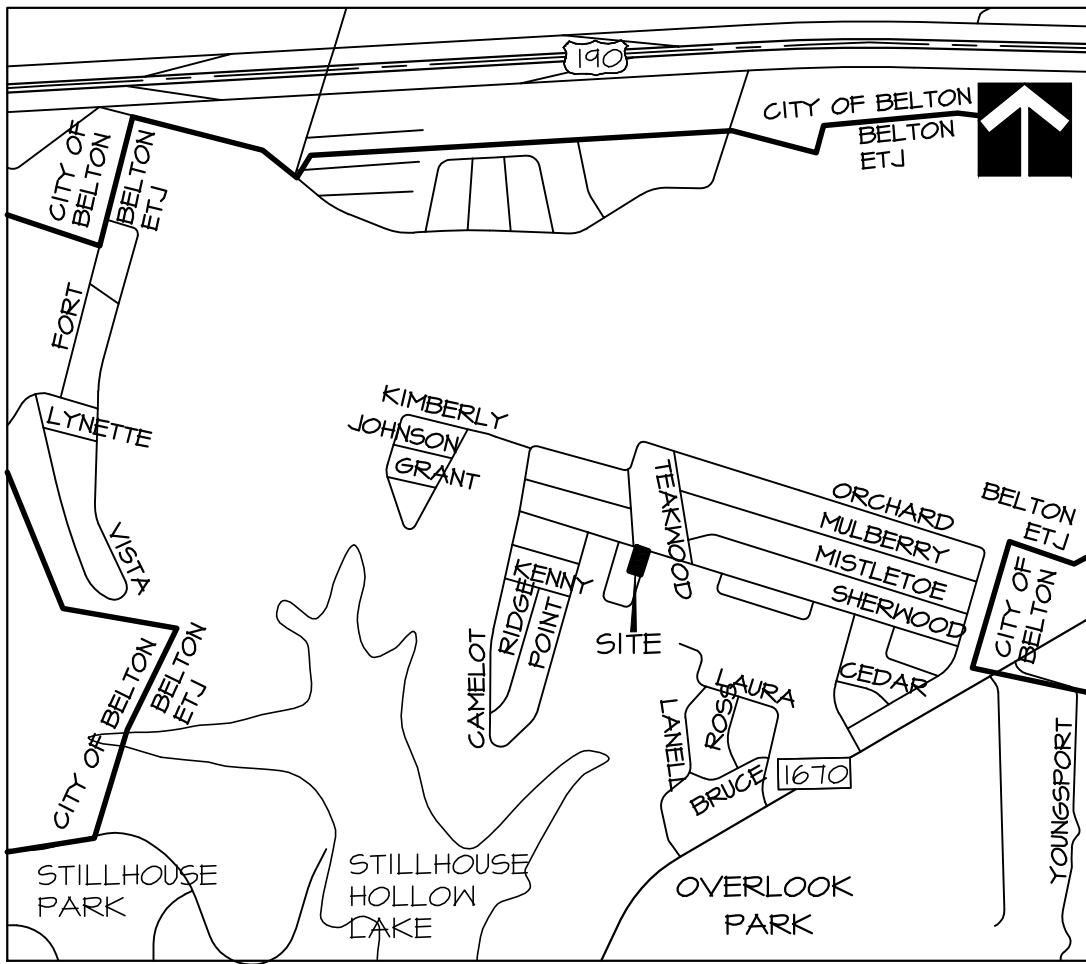 190
CITY OF BELTON
BELTON
ETJ
CITY OF
BELTON
BELTON
ETJ
FORT
LYNETTE
VISTA
KIMBERLY
JOHNSON
GRANT
TEAKWOOD
ORCHARD
MULBERRY
MISTLETOE
SHERWOOD
BELTON
ETJ
CITY OF
BELTON
KENNY
RIDGE
POINT
CAMELOT
SITE
CEDAR
LAURA
ROSS
LANELL
BRUCE
1670
YOUNGSPORT
CITY OF BELTON
BELTON
ETJ
STILLHOUSE
PARK
STILLHOUSE
HOLLOW
LAKE
OVERLOOK
PARK